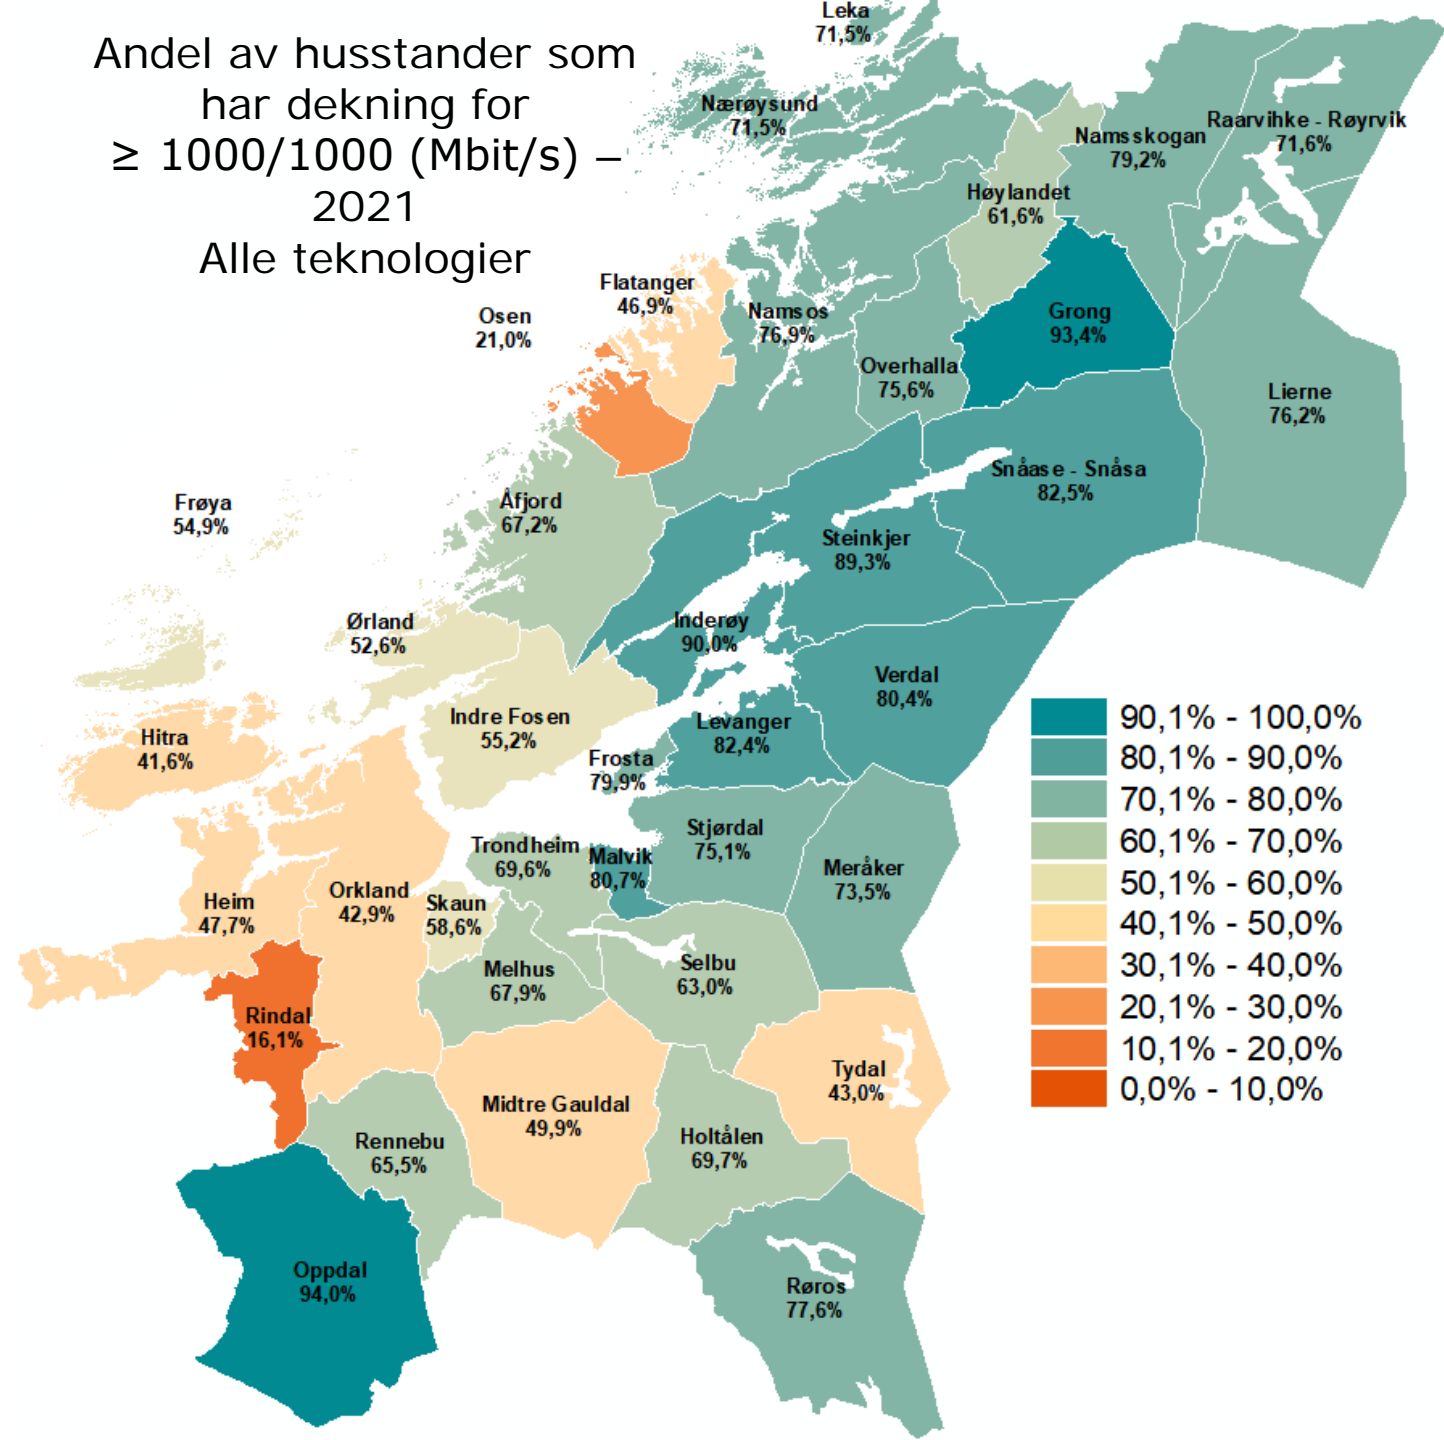 Andel av husstander som
har dekning for
≥ 1000/1000 (Mbit/s) –
2021
Alle teknologier
Leka
71,5%
Nærøysund
71,5%
Namsskogan
79,2%
Raarvihke - Røyrvik
71,6%
Høylandet
61,6%
Flatanger
46,9%
Osen
21,0%
Namsos
76,9%
Grong
93,4%
Overhalla
75,6%
Lierne
76,2%
Snåase - Snåsa
82,5%
Frøya
54,9%
Åfjord
67,2%
Steinkjer
89,3%
Ørland
52,6%
Inderøy
90,0%
Verdal
80,4%
Indre Fosen
55,2%
Levanger
82,4%
Hitra
41,6%
Frosta
79,9%
Stjørdal
75,1%
Trondheim
69,6%
Malvik
80,7%
Meråker
73,5%
Orkland
42,9%
Heim
47,7%
Skaun
58,6%
Melhus
67,9%
Selbu
63,0%
Rindal
16,1%
Tydal
43,0%
Midtre Gauldal
49,9%
Holtålen
69,7%
Rennebu
65,5%
Oppdal
94,0%
Røros
77,6%
90,1% - 100,0%
80,1% - 90,0%
70,1% - 80,0%
60,1% - 70,0%
50,1% - 60,0%
40,1% - 50,0%
30,1% - 40,0%
20,1% - 30,0%
10,1% - 20,0%
0,0% - 10,0%